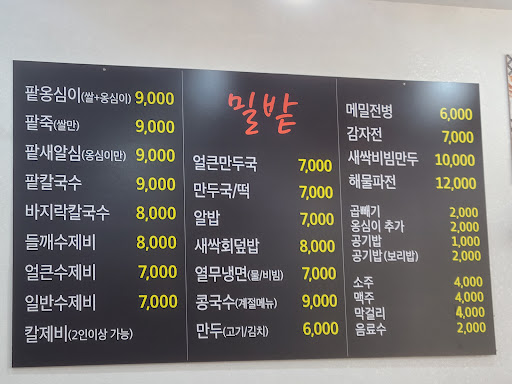 팥옹심이(쌀+옹심이) 9,000
팥죽(쌀만) 9,000
팥새알심(옹심이만) 9,000
팥칼국수 9,000
바지락칼국수 8,000
들깨수제비 8,000
얼큰수제비 7,000
일반수제비 7,000
칼제비(2인이상 가능)
밀밭
얼큰만두국 7,000
만두국/떡 7,000
알밥 7,000
새싹회덮밥 8,000
열무냉면(물/비빔) 7,000
콩국수(계절메뉴) 9,000
만두(고기/김치) 6,000
메밀전병 6,000
감자전 7,000
새싹비빔만두 10,000
해물파전 12,000
곱빼기 2,000
옹심이 추가 2,000
공기밥 1,000
공기밥(보리밥) 2,000
소주 4,000
맥주 4,000
막걸리 4,000
음료수 2,000